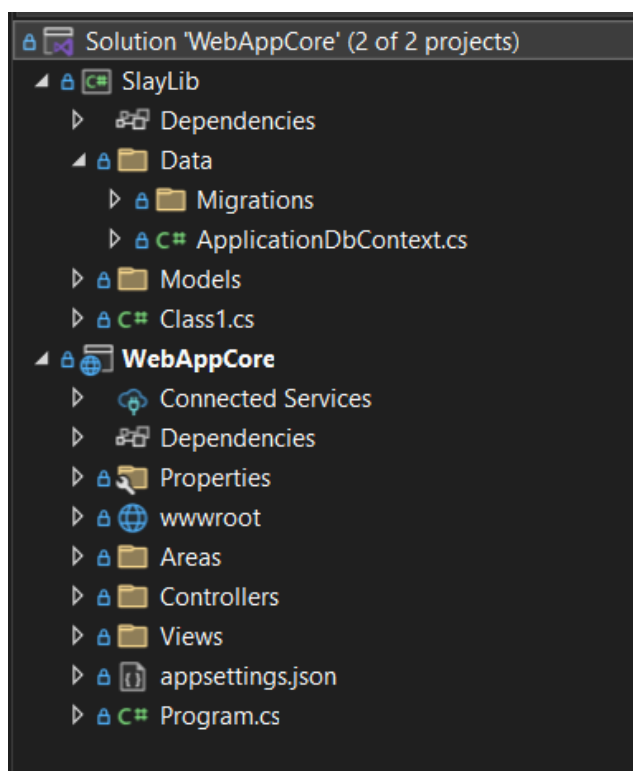 Solution 'WebAppCore' (2 of 2 projects)
C# SlayLib
Dependencies
Data
Migrations
C# ApplicationDbContext.cs
Models
C# Class1.cs
WebAppCore
Connected Services
Dependencies
Properties
wwwroot
Areas
Controllers
Views
appsettings.json
C# Program.cs